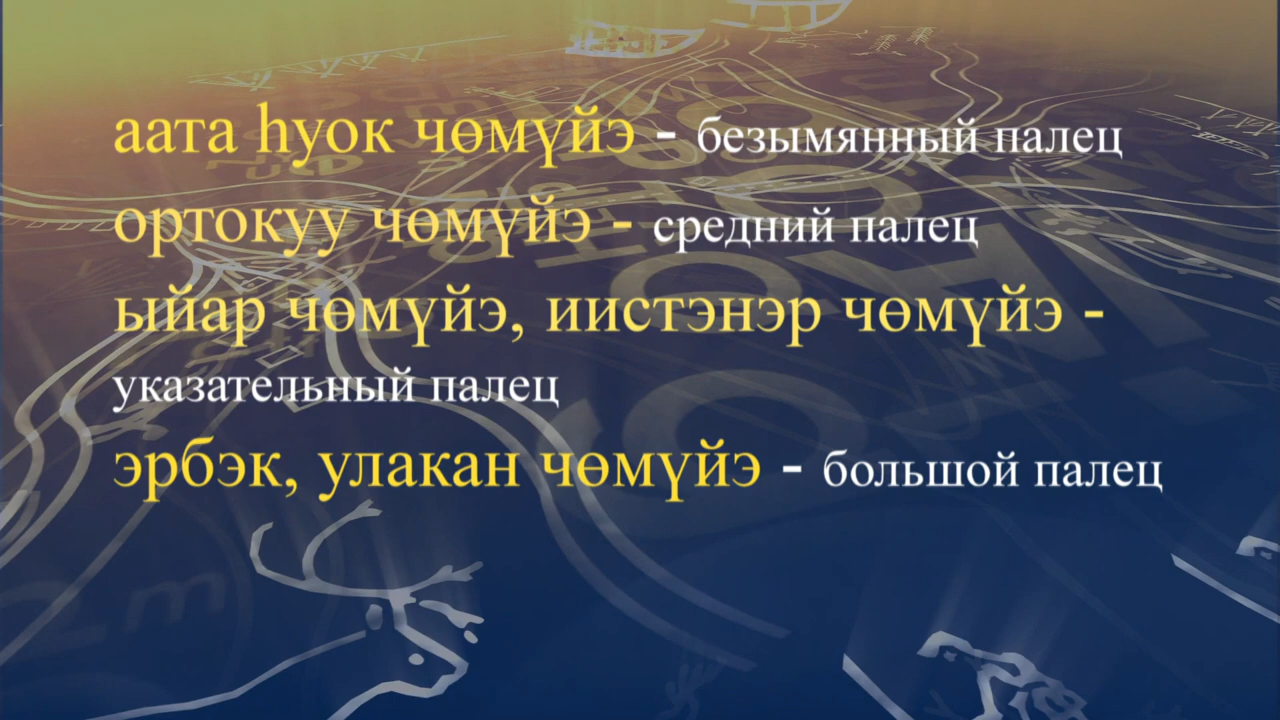 аата һуок чөмүйэ - безымянный палец
ортокуу чөмүйэ - средний палец
ыйар чөмүйэ, иистэнэр чөмүйэ -
указательный палец
эрбэк, улакан чөмүйэ - большой палец